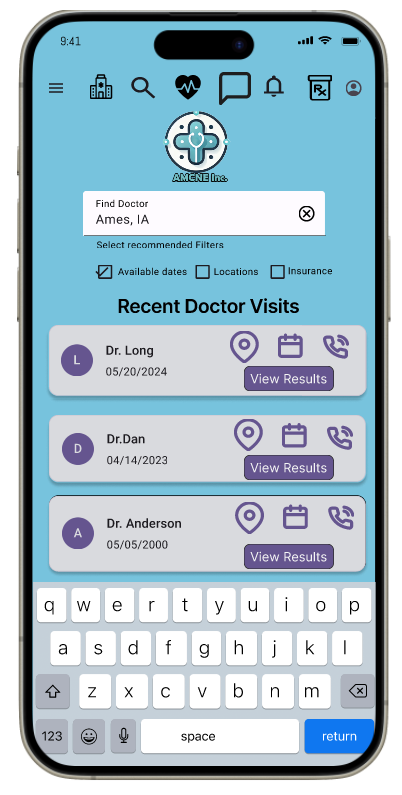 9:41
Rx
AMCNE Inc.
Find Doctor
Ames, IA
Select recommended Filters
Available dates Locations Insurance
Recent Doctor Visits
L Dr. Long
05/20/2024
View Results
D Dr.Dan
04/14/2023
View Results
A Dr. Anderson
05/05/2000
View Results
q w e r t y u i o p
a s d f g h j k l
z x c v b n m
123 space return